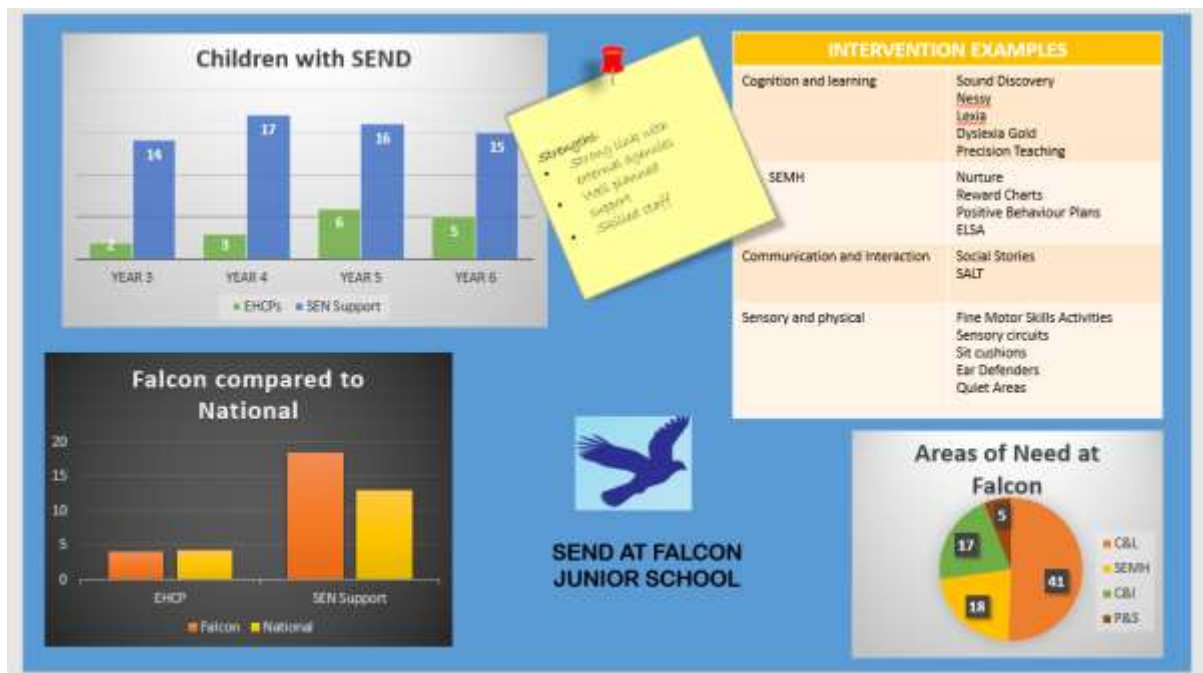 Children with SEND
14
17
16
15
2
3
6
5
YEAR 3
YEAR 4
YEAR 5
YEAR 6
EHCPs
SEN Support
Strengths:
Strong links with
external agencies
Well planned
support
Skilled staff
INTERVENTION EXAMPLES
Cognition and learning
Sound Discovery
Nessy
Lexia
Dyslexia Gold
Precision Teaching
SEMH
Nurture
Reward Charts
Positive Behaviour Plans
ELSA
Communication and Interaction
Social Stories
SALT
Sensory and physical
Fine Motor Skills Activities
Sensory circuits
Sit cushions
Ear Defenders
Quiet Areas
Falcon compared to
National
20
15
10
5
0
EHCP
SEN Support
Falcon
National
SEND AT FALCON
JUNIOR SCHOOL
Areas of Need at
Falcon
5
17
41
18
C&L
SEMH
C&I
P&S